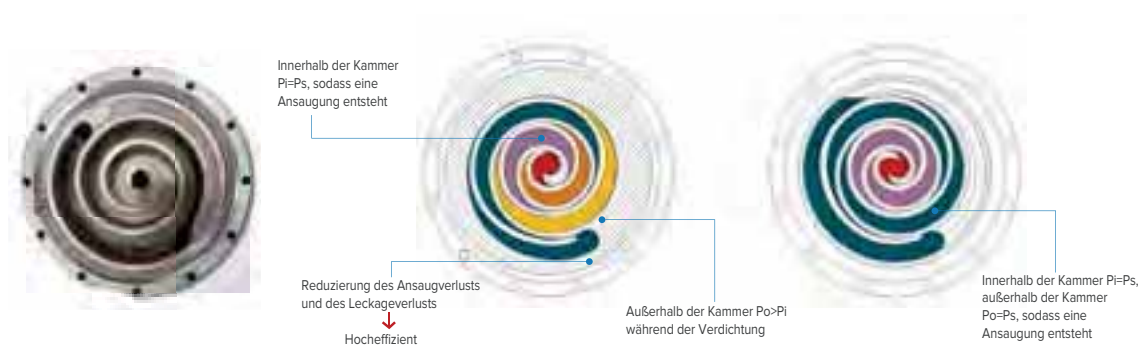 Innerhalb der Kammer
Pi=Ps, sodass eine
Ansaugung entsteht
Reduzierung des Ansaugverlusts
und des Leckageverlusts
Hocheffizient
Außerhalb der Kammer Po>Pi
während der Verdichtung
Innerhalb der Kammer Pi=Ps,
außerhalb der Kammer
Po=Ps, sodass eine
Ansaugung entsteht